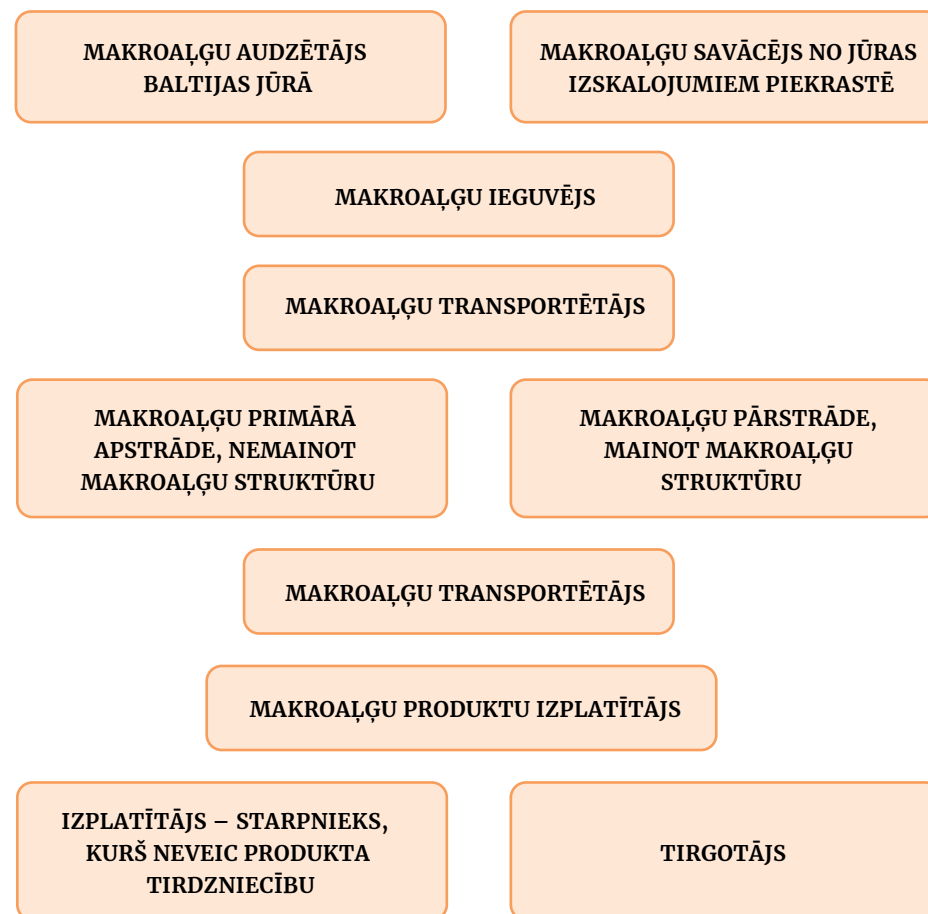 MAKROAĻĢU AUDZĒTĀJS
BALTIJAS JŪRĀ
MAKROAĻĢU SAVĀCĒJS NO JŪRAS
IZSKALOJUMIEM PIEKRASTĒ
MAKROAĻĢU IEGUVĒJS
MAKROAĻĢU TRANSPORTĒTĀJS
MAKROAĻĢU PRIMĀRĀ
APSTRĀDE, NEMAINOT
MAKROAĻĢU STRUKTŪRU
MAKROAĻĢU PĀRSTRĀDE,
MAINOT MAKROAĻĢU
STRUKTŪRU
MAKROAĻĢU TRANSPORTĒTĀJS
MAKROAĻĢU PRODUKTU IZPLATĪTĀJS
IZPLATĪTĀJS – STARPNIEKS,
KURŠ NEVEIC PRODUKTA
TIRDZNIECĪBU
TIRGOTĀJS